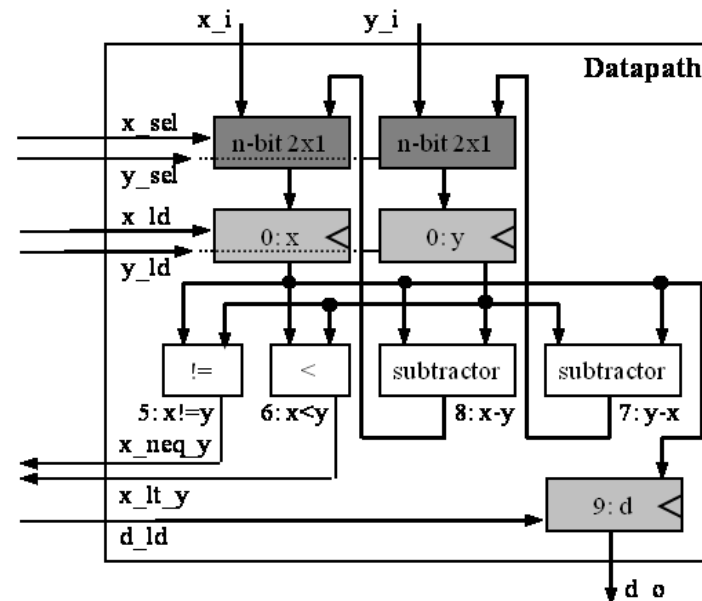 x_i
y_i
Datapath
x_sel
n-bit 2x1
n-bit 2x1
y_sel
x_ld
0: x
0: y
y_ld
!=
<
subtractor
subtractor
5: x!=y
6: x<y
8: x-y
7: y-x
x_neq_y
x_lt_y
9: d
d_ld
d_o